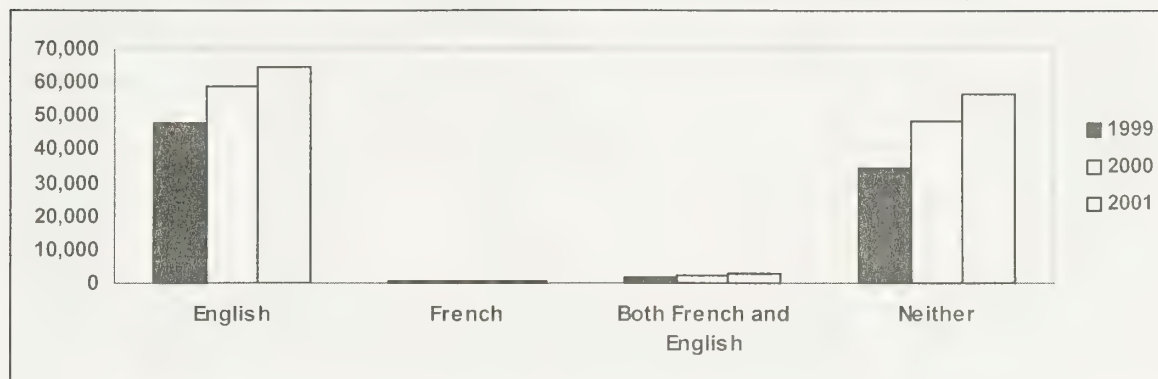 70,000
60,000
50,000
40,000
30,000
20,000
10,000
0
English
French
Both French and
English
Neither
1999
2000
2001